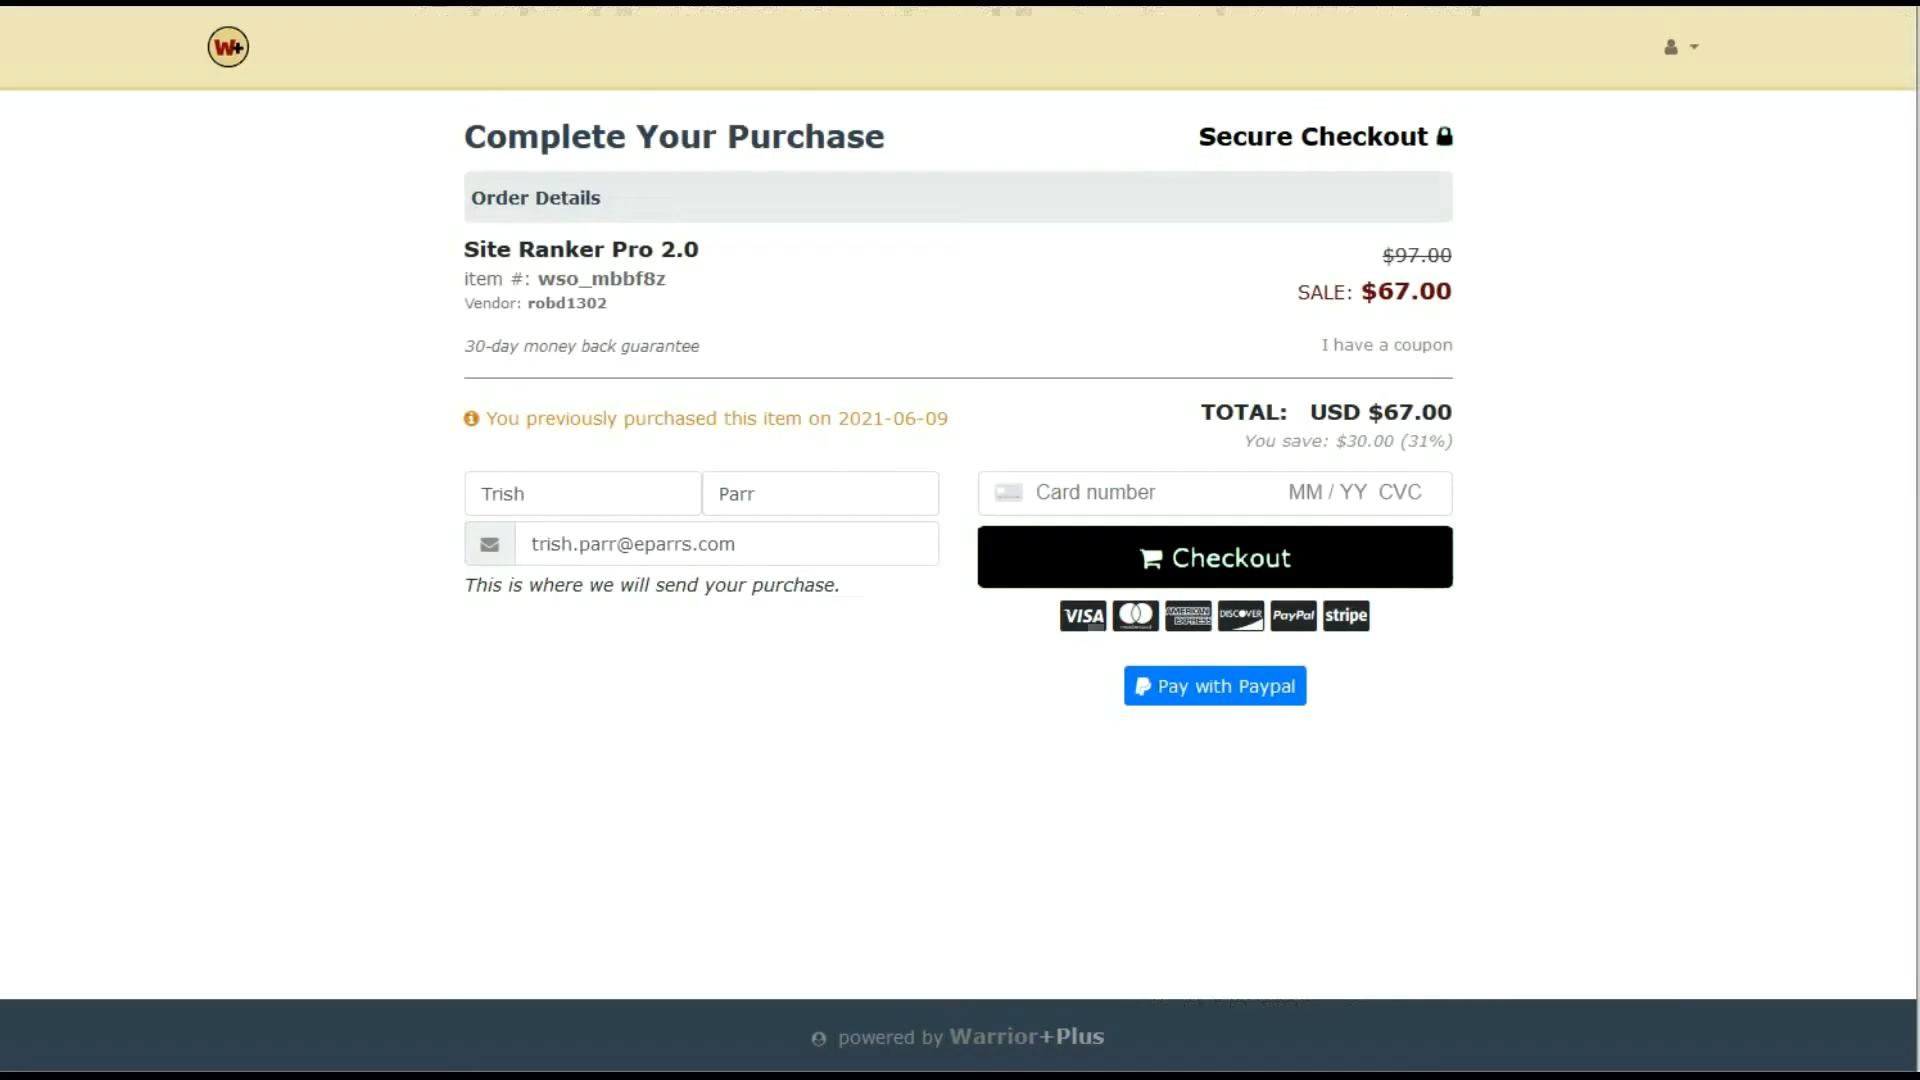 W+
Complete Your Purchase
Secure Checkout
Order Details
Site Ranker Pro 2.0
$97.00
item #: wso_mbbf8z
SALE: $67.00
Vendor: robd1302
30-day money back guarantee
I have a coupon
You previously purchased this item on 2021-06-09
TOTAL: USD $67.00
You save: $30.00 (31%)
Trish
Parr
Card number
MM / YY CVC
trish.parr@eparrs.com
Checkout
This is where we will send your purchase.
VISA
AMERICAN EXPRESS
DISCOVER
PayPal
stripe
Pay with Paypal
powered by Warrior+Plus